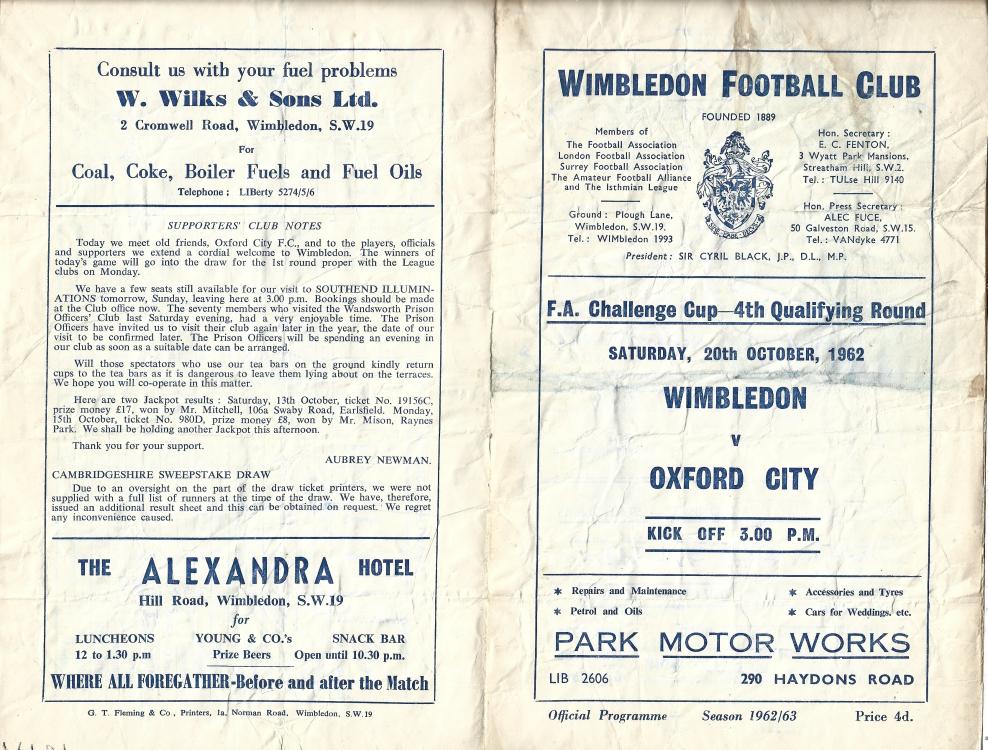 Consult us with your fuel problems
W. Wilks & Sons Ltd.
2 Cromwell Road, Wimbledon, S.W.19
For
Coal, Coke, Boiler Fuels and Fuel Oils
Telephone : LIBerty 5274/5/6
SUPPORTERS' CLUB NOTES
Today we meet old friends, Oxford City F.C., and to the players, officials
and supporters we extend a cordial welcome to Wimbledon. The winners of
today's game will go into the draw for the 1st round proper with the League
clubs on Monday.
We have a few seats still available for our visit to SOUTHEND ILLUMIN-
ATIONS tomorrow, Sunday, leaving here at 3.00 p.m. Bookings should be made
at the Club office now. The seventy members who visited the Wandsworth Prison
Officers' Club last Saturday evening, had a very enjoyable time. The Prison
Officers have invited us to visit their club again later in the year, the date of our
visit to be confirmed later. The Prison Officers will be spending an evening in
our club as soon as a suitable date can be arranged.
Will those spectators who use our tea bars on the ground kindly return
cups to the tea bars as it is dangerous to leave them lying about on the terraces.
We hope you will co-operate in this matter.
Here are two Jackpot results : Saturday, 13th October, ticket No. 19156C,
prize money £17, won by Mr. Mitchell, 106a Swaby Road, Earlsfield. Monday,
15th October, ticket No. 980D, prize money £8, won by Mr. Mison, Raynes
Park. We shall be holding another Jackpot this afternoon.
Thank you for your support.
AUBREY NEWMAN.
CAMBRIDGESHIRE SWEEPSTAKE DRAW
Due to an oversight on the part of the draw ticket printers, we were not
supplied with a full list of runners at the time of the draw. We have, therefore,
issued an additional result sheet and this can be obtained on request. We regret
any inconvenience caused.
THE ALEXANDRA HOTEL
Hill Road, Wimbledon, S.W.19
for
LUNCHEONS YOUNG & CO.'s SNACK BAR
12 to 1.30 p.m Prize Beers Open until 10.30 p.m.
WHERE ALL FOREGATHER-Before and after the Match
G. T. Fleming & Co., Printers, 1a, Norman Road, Wimbledon, S.W.19
WIMBLEDON FOOTBALL CLUB
FOUNDED 1889
Members of
The Football Association
London Football Association
Surrey Football Association
The Amateur Football Alliance
and The Isthmian League
Ground : Plough Lane,
Wimbledon, S.W.19.
Tel. : WIMbledon 1993
Hon. Secretary :
E. C. FENTON,
3 Wyatt Park Mansions,
Streatham Hill, S.W.2.
Tel. : TULse Hill 9140
Hon. Press Secretary :
ALEC FUCE,
50 Galveston Road, S.W.15.
Tel. : VANdyke 4771
President : SIR CYRIL BLACK, J.P., D.L., M.P.
F.A. Challenge Cup—4th Qualifying Round
SATURDAY, 20th OCTOBER, 1962
WIMBLEDON
v
OXFORD CITY
KICK OFF 3.00 P.M.
* Repairs and Maintenance * Accessories and Tyres
* Petrol and Oils * Cars for Weddings. etc.
PARK MOTOR WORKS
LIB 2606 290 HAYDONS ROAD
Official Programme Season 1962/63 Price 4d.